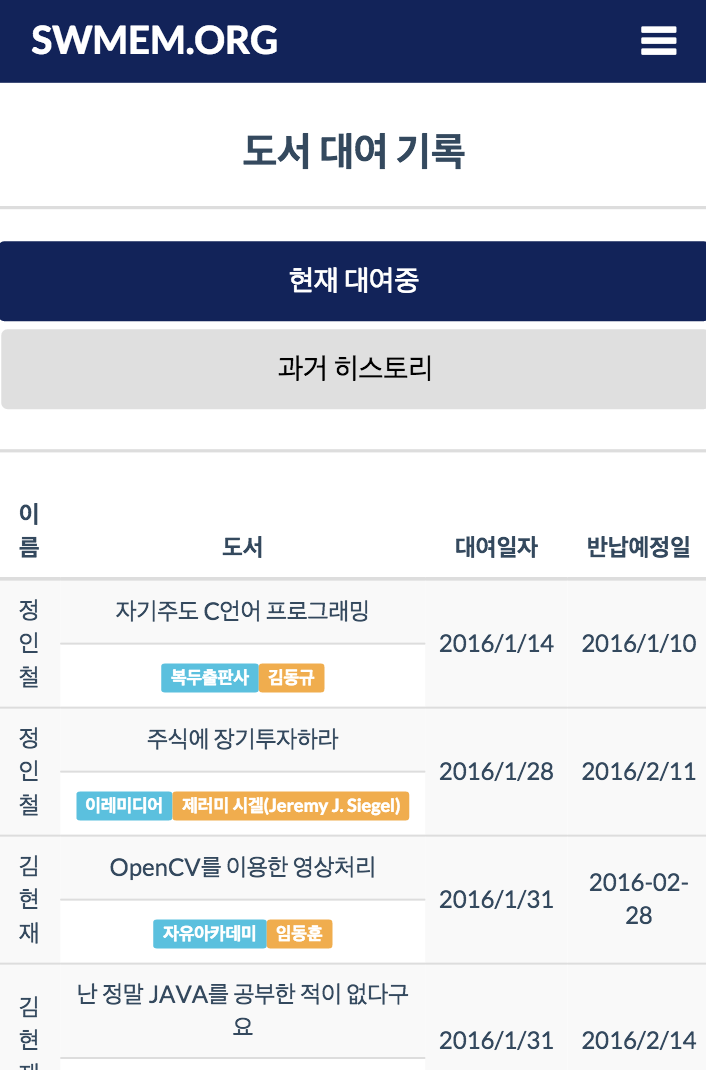 SWMEM.ORG
도서 대여 기록
현재 대여중
과거 히스토리
이
름
도서
대여일자
반납예정일
정
인
철
자기주도 C언어 프로그래밍
복두출판사 김동규
2016/1/14
2016/1/10
정
인
철
주식에 장기투자하라
이레미디어 제러미 시겔(Jeremy J. Siegel)
2016/1/28
2016/2/11
김
현
재
OpenCV를 이용한 영상처리
자유아카데미 임동훈
2016/1/31
2016-02-
28
김
현
난 정말 JAVA를 공부한 적이 없다구
요
2016/1/31
2016/2/14